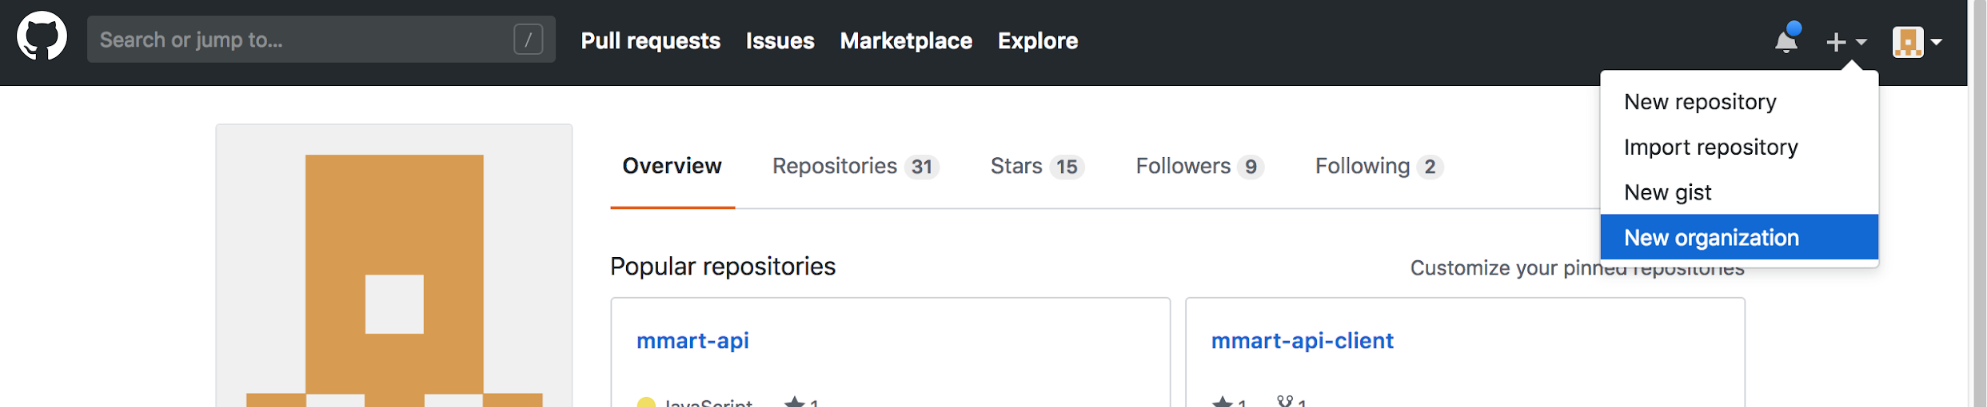 Search or jump to... / Pull requests Issues Marketplace Explore
New repository
Import repository
New gist
New organization
Overview Repositories 31 Stars 15 Followers 9 Following 2
Popular repositories Customize your pinned repositories
mmart-api mmart-api-client
JavaScript 1 1 1